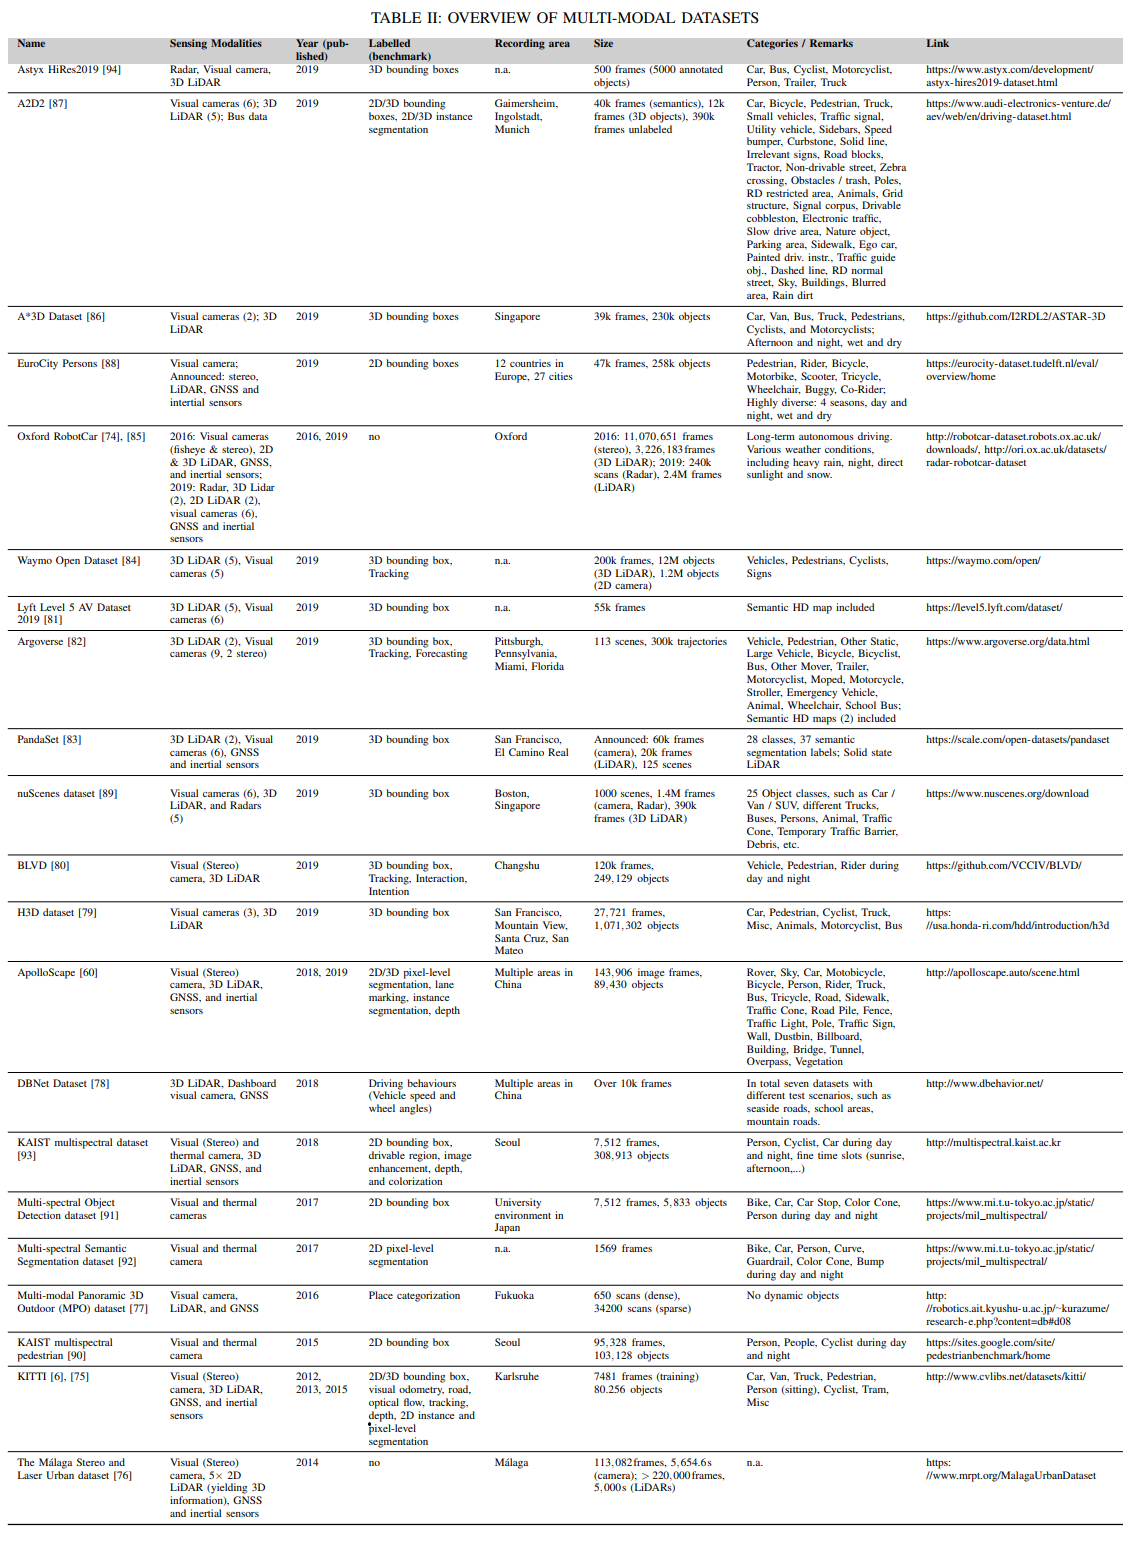 TABLE II: OVERVIEW OF MULTI-MODAL DATASETS
Name Sensing Modalities Year (pub- Labelled Recording area Size Categories / Remarks Link
lished) (benchmark)
Astyx HiRes2019 [94] Radar, Visual camera, 2019 3D bounding boxes n.a. 500 frames (5000 annotated Car, Bus, Cyclist, Motorcyclist, https://www.astyx.com/development/
3D LiDAR objects) Person, Trailer, Truck astyx-hires2019-dataset.html
A2D2 [87] Visual cameras (6); 3D 2019 2D/3D bounding Gaimersheim, 40k frames (semantics), 12k Car, Bicycle, Pedestrian, Truck, https://www.audi-electronics-venture.de/
LiDAR (5); Bus data boxes, 2D/3D instance Ingolstadt, frames (3D objects), 390k Small vehicles, Traffic signal, aev/web/en/driving-dataset.html
segmentation Munich frames unlabeled Utility vehicle, Sidebars, Speed
bumper, Curbstone, Solid line,
Irrelevant signs, Road blocks,
Tractor, Non-drivable street, Zebra
crossing, Obstacles / trash, Poles,
RD restricted area, Animals, Grid
structure, Signal corpus, Drivable
cobbleston, Electronic traffic,
Slow drive area, Nature object,
Parking area, Sidewalk, Ego car,
Painted driv. instr., Traffic guide
obj., Dashed line, RD normal
street, Sky, Buildings, Blurred
area, Rain dirt
A*3D Dataset [86] Visual cameras (2); 3D 2019 3D bounding boxes Singapore 39k frames, 230k objects Car, Van, Bus, Truck, Pedestrians, https://github.com/I2RDL2/ASTAR-3D
LiDAR Cyclists, and Motorcyclists;
Afternoon and night, wet and dry
EuroCity Persons [88] Visual camera; 2019 2D bounding boxes 12 countries in 47k frames, 258k objects Pedestrian, Rider, Bicycle, https://eurocity-dataset.tudelft.nl/eval/
Announced: stereo, Europe, 27 cities Motorbike, Scooter, Tricycle, overview/home
LiDAR, GNSS and Wheelchair, Buggy, Co-Rider;
intertial sensors Highly diverse: 4 seasons, day and
night, wet and dry
Oxford RobotCar [74], [85] 2016: Visual cameras 2016, 2019 no Oxford 2016: 11,070,651 frames Long-term autonomous driving. http://robotcar-dataset.robots.ox.ac.uk/
(fisheye & stereo), 2D (stereo), 3,226,183 frames Various weather conditions, downloads/, http://ori.ox.ac.uk/datasets/
& 3D LiDAR, GNSS, (3D LiDAR); 2019: 240k including heavy rain, night, direct radar-robotcar-dataset
and inertial sensors; scans (Radar), 2.4M frames sunlight and snow.
2019: Radar, 3D Lidar (LiDAR)
(2), 2D LiDAR (2),
visual cameras (6),
GNSS and inertial
sensors
Waymo Open Dataset [84] 3D LiDAR (5), Visual 2019 3D bounding box, n.a. 200k frames, 12M objects Vehicles, Pedestrians, Cyclists, https://waymo.com/open/
cameras (5) Tracking (3D LiDAR), 1.2M objects Signs
(2D camera)
Lyft Level 5 AV Dataset 3D LiDAR (5), Visual 2019 3D bounding box n.a. 55k frames Semantic HD map included https://level5.lyft.com/dataset/
2019 [81] cameras (6)
Argoverse [82] 3D LiDAR (2), Visual 2019 3D bounding box, Pittsburgh, 113 scenes, 300k trajectories Vehicle, Pedestrian, Other Static, https://www.argoverse.org/data.html
cameras (9, 2 stereo) Tracking, Forecasting Pennsylvania, Large Vehicle, Bicycle, Bicyclist,
Miami, Florida Bus, Other Mover, Trailer,
Motorcyclist, Moped, Motorcycle,
Stroller, Emergency Vehicle,
Animal, Wheelchair, School Bus;
Semantic HD maps (2) included
PandaSet [83] 3D LiDAR (2), Visual 2019 3D bounding box San Francisco, Announced: 60k frames 28 classes, 37 semantic https://scale.com/open-datasets/pandaset
cameras (6), GNSS El Camino Real (camera), 20k frames segmentation labels; Solid state
and inertial sensors (LiDAR), 125 scenes LiDAR
nuScenes dataset [89] Visual cameras (6), 3D 2019 3D bounding box Boston, 1000 scenes, 1.4M frames 25 Object classes, such as Car / https://www.nuscenes.org/download
LiDAR, and Radars Singapore (camera, Radar), 390k Van / SUV, different Trucks,
(5) frames (3D LiDAR) Buses, Persons, Animal, Traffic
Cone, Temporary Traffic Barrier,
Debris, etc.
BLVD [80] Visual (Stereo) 2019 3D bounding box, Changshu 120k frames, Vehicle, Pedestrian, Rider during https://github.com/VCCIV/BLVD/
camera, 3D LiDAR Tracking, Interaction, 249,129 objects day and night
Intention
H3D dataset [79] Visual cameras (3), 3D 2019 3D bounding box San Francisco, 27,721 frames, Car, Pedestrian, Cyclist, Truck, https:
LiDAR Mountain View, 1,071,302 objects Misc, Animals, Motorcyclist, Bus //usa.honda-ri.com/hdd/introduction/h3d
Santa Cruz, San
Mateo
ApolloScape [60] Visual (Stereo) 2018, 2019 2D/3D pixel-level Multiple areas in 143,906 image frames, Rover, Sky, Car, Motobicycle, http://apolloscape.auto/scene.html
camera, 3D LiDAR, segmentation, lane China 89,430 objects Bicycle, Person, Rider, Truck,
GNSS, and inertial marking, instance Bus, Tricycle, Road, Sidewalk,
sensors segmentation, depth Traffic Cone, Road Pile, Fence,
Traffic Light, Pole, Traffic Sign,
Wall, Dustbin, Billboard,
Building, Bridge, Tunnel,
Overpass, Vegetation
DBNet Dataset [78] 3D LiDAR, Dashboard 2018 Driving behaviours Multiple areas in Over 10k frames In total seven datasets with http://www.dbehavior.net/
visual camera, GNSS (Vehicle speed and China different test scenarios, such as
wheel angles) seaside roads, school areas,
mountain roads.
KAIST multispectral dataset Visual (Stereo) and 2018 2D bounding box, Seoul 7,512 frames, Person, Cyclist, Car during day http://multispectral.kaist.ac.kr
[93] thermal camera, 3D drivable region, image 308,913 objects and night, fine time slots (sunrise,
LiDAR, GNSS, and enhancement, depth, afternoon,...)
inertial sensors and colorization
Multi-spectral Object Visual and thermal 2017 2D bounding box University 7,512 frames, 5,833 objects Bike, Car, Car Stop, Color Cone, https://www.mi.t.u-tokyo.ac.jp/static/
Detection dataset [91] cameras environment in Person during day and night projects/mil_multispectral/
Japan
Multi-spectral Semantic Visual and thermal 2017 2D pixel-level n.a. 1569 frames Bike, Car, Person, Curve, https://www.mi.t.u-tokyo.ac.jp/static/
Segmentation dataset [92] camera segmentation Guardrail, Color Cone, Bump projects/mil_multispectral/
during day and night
Multi-modal Panoramic 3D Visual camera, 2016 Place categorization Fukuoka 650 scans (dense), No dynamic objects http:
Outdoor (MPO) dataset [77] LiDAR, and GNSS 34200 scans (sparse) //robotics.ait.kyushu-u.ac.jp/~kurazume/
research-e.php?content=db#d08
KAIST multispectral Visual and thermal 2015 2D bounding box Seoul 95,328 frames, Person, People, Cyclist during day https://sites.google.com/site/
pedestrian [90] camera 103,128 objects and night pedestrianbenchmark/home
KITTI [6], [75] Visual (Stereo) 2012, 2D/3D bounding box, Karlsruhe 7481 frames (training) Car, Van, Truck, Pedestrian, http://www.cvlibs.net/datasets/kitti/
camera, 3D LiDAR, 2013, 2015 visual odometry, road, 80.256 objects Person (sitting), Cyclist, Tram,
GNSS, and inertial optical flow, tracking, Misc
sensors depth, 2D instance and
pixel-level
segmentation
The Málaga Stereo and Visual (Stereo) 2014 no Málaga 113,082 frames, 5,654.6s n.a. https:
Laser Urban dataset [76] camera, 5× 2D (camera); > 220,000 frames, //www.mrpt.org/MalagaUrbanDataset
LiDAR (yielding 3D 5,000s (LiDARs)
information), GNSS
and inertial sensors